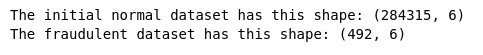 The initial normal dataset has this shape: (284315, 6)
The fraudulent dataset has this shape: (492, 6)